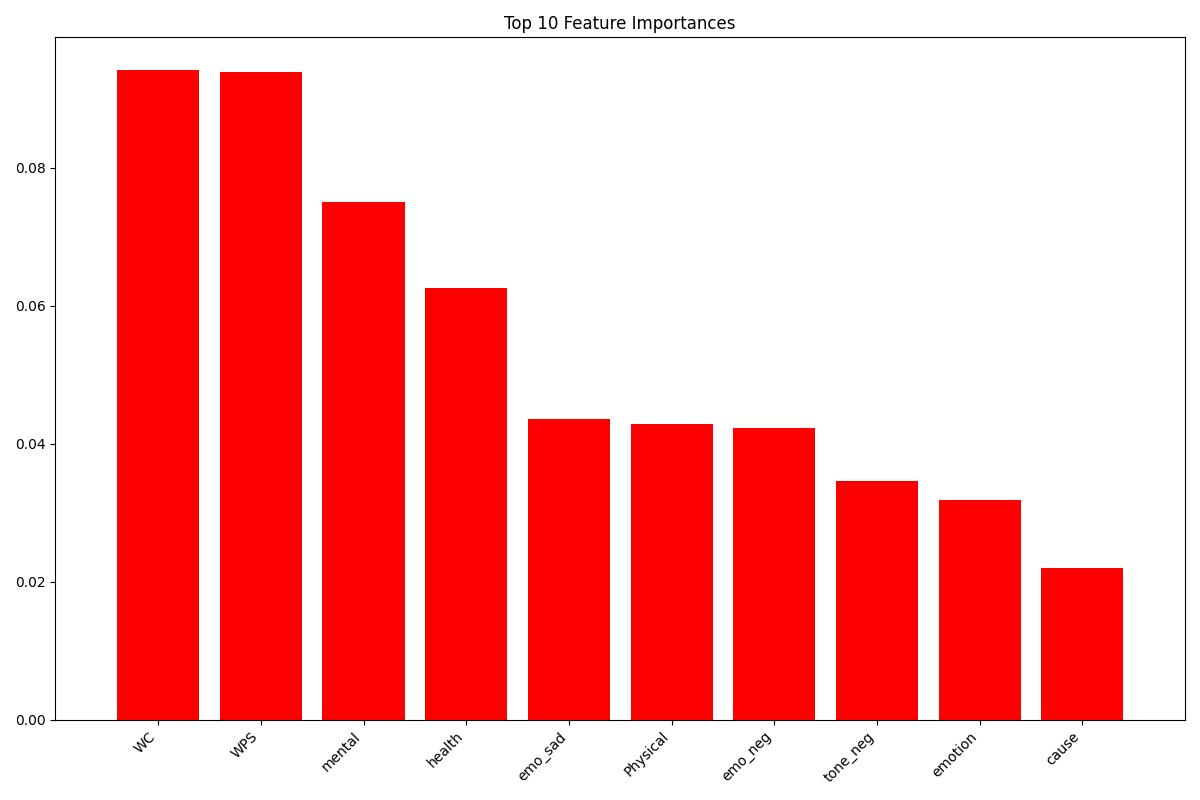 Top 10 Feature Importances
0.08
0.06
0.04
0.02
0.00
WC
WPS
mental
health
emo_sad
Physical
emo_neg
tone_neg
emotion
cause